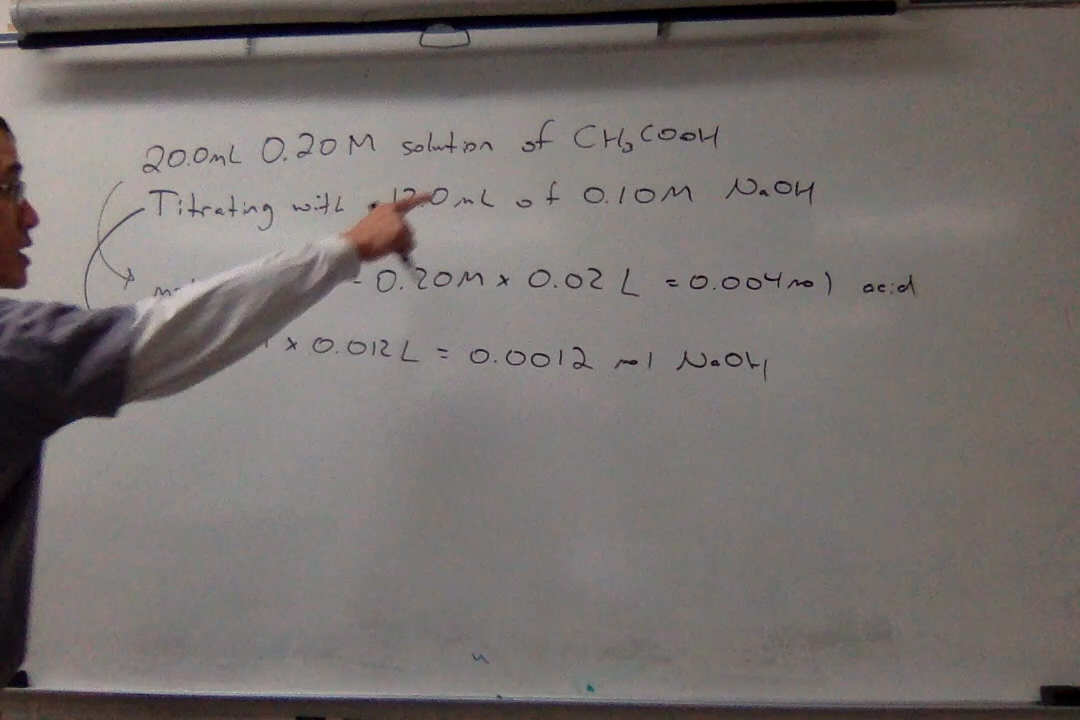 20.0mL 0.20M solution of CH₃COOH
Titrating with 12.0mL of 0.10M NaOH
0.20M × 0.02 L = 0.004 mol acid
× 0.012L = 0.0012 mol NaOH